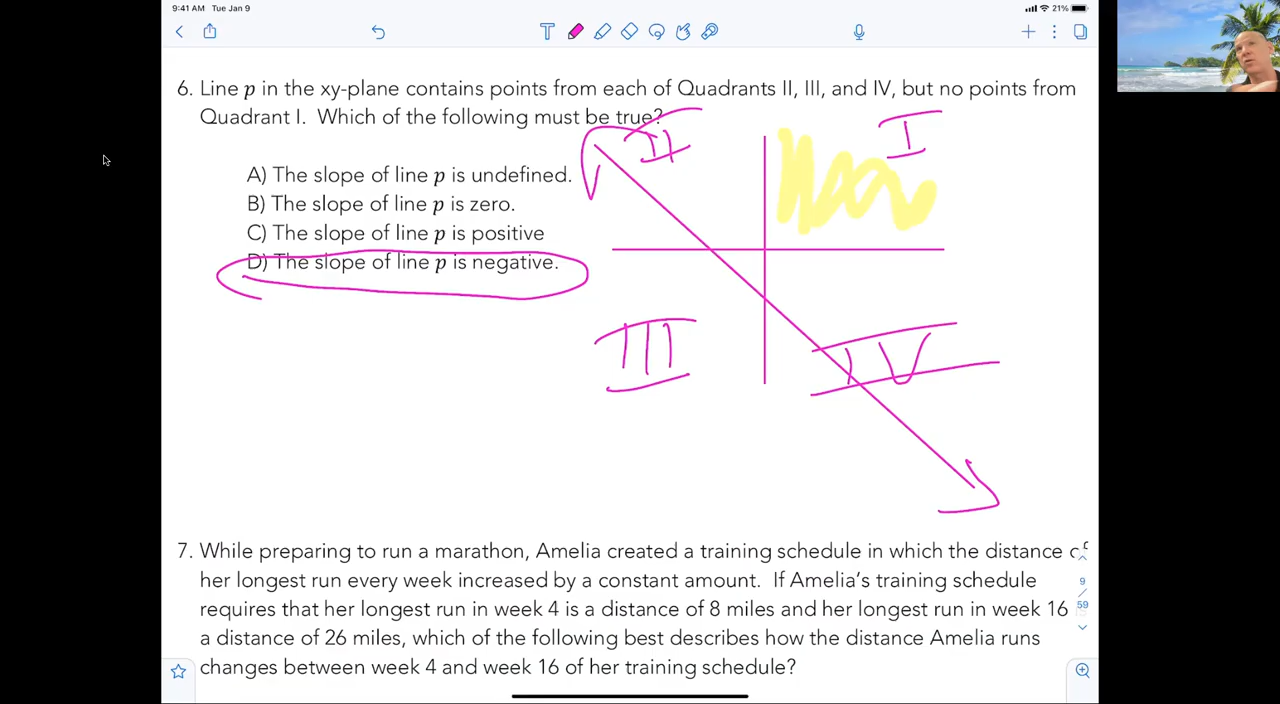 9:41 AM Tue Jan 9
21%
6. Line p in the xy-plane contains points from each of Quadrants II, III, and IV, but no points from
Quadrant I. Which of the following must be true?
II
I
A) The slope of line p is undefined.
B) The slope of line p is zero.
C) The slope of line p is positive
D) The slope of line p is negative.
III
IV
7. While preparing to run a marathon, Amelia created a training schedule in which the distance of
her longest run every week increased by a constant amount. If Amelia's training schedule
requires that her longest run in week 4 is a distance of 8 miles and her longest run in week 16
a distance of 26 miles, which of the following best describes how the distance Amelia runs
changes between week 4 and week 16 of her training schedule?
9
/
59